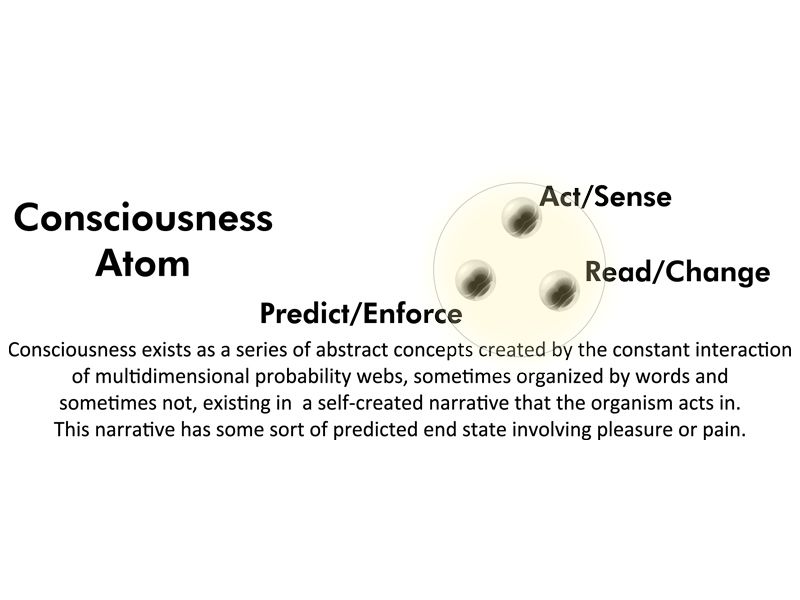 Consciousness
Atom
Act/Sense
Read/Change
Predict/Enforce
Consciousness exists as a series of abstract concepts created by the constant interaction
of multidimensional probability webs, sometimes organized by words and
sometimes not, existing in  a self-created narrative that the organism acts in.
This narrative has some sort of predicted end state involving pleasure or pain.